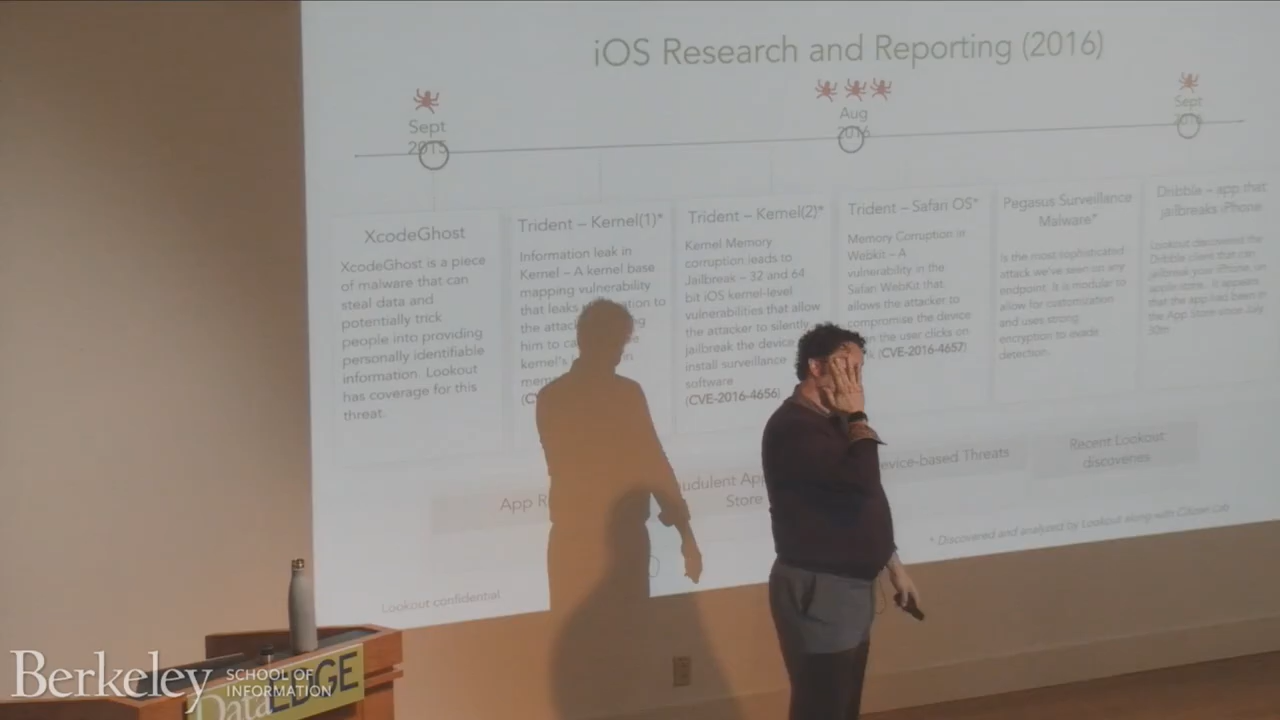 iOS Research and Reporting (2016)
Sept
2015
Aug
2016
Sept
XcodeGhost
XcodeGhost is a piece
of malware that can
steal data and
potentially trick
people into providing
personally identifiable
information. Lookout
has coverage for this
threat.
Trident – Kernel(1)*
Information leak in
Kernel – A kernel base
mapping vulnerability
that leaks
the
him to
kernel's in
Trident – Kernel(2)*
Kernel Memory
corruption leads to
Jailbreak – 32 and 64
bit iOS kernel-level
vulnerabilities that allow
the attacker to silently
jailbreak the device
install surveillance
software
(CVE-2016-4656)
Trident – Safari OS*
Memory Corruption in
Webkit – A
vulnerability in the
Safari WebKit that
allows the attacker to
compromise the device
the user clicks on
(CVE-2016-4657)
Pegasus Surveillance
Malware*
Is the most sophisticated
attack we've seen on any
endpoint. It is modular to
allow for customization
and uses strong
encryption to evade
detection.
Dribble – app that
jailbreaks iPhone
Lookout discovered the
Dribble client that can
jailbreak your iPhone, on
apple store. It appears
that the app had been in
the App Store since July
30th
App
Store
Threats
Recent Lookout
discoveries
* Discovered and analyzed by Lookout along with Citizen Lab
Lookout confidential
Berkeley SCHOOL OF
INFORMATION
DataEDGE